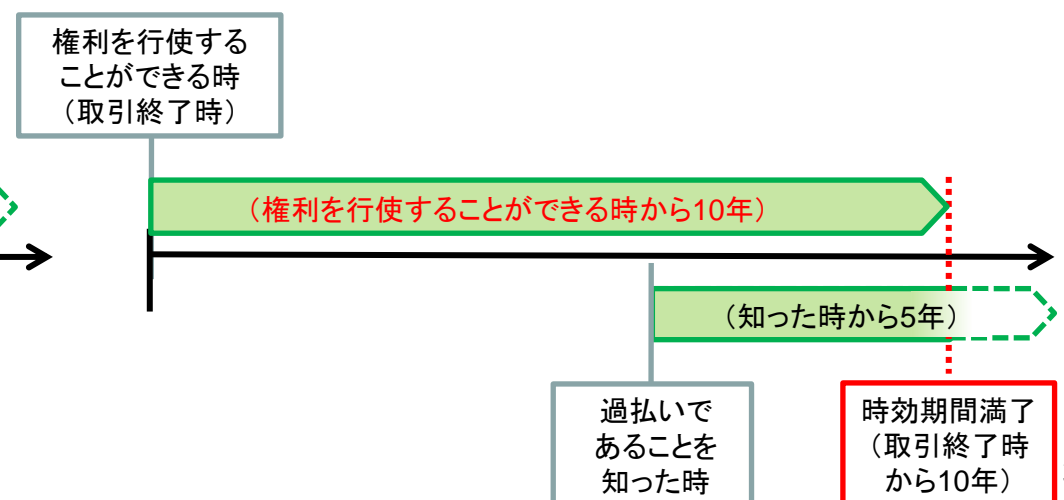 権利を行使する
ことができる時
（取引終了時）
（権利を行使することができる時から10年）
（知った時から5年）
過払いで
あることを
知った時
時効期間満了
（取引終了時
から10年）